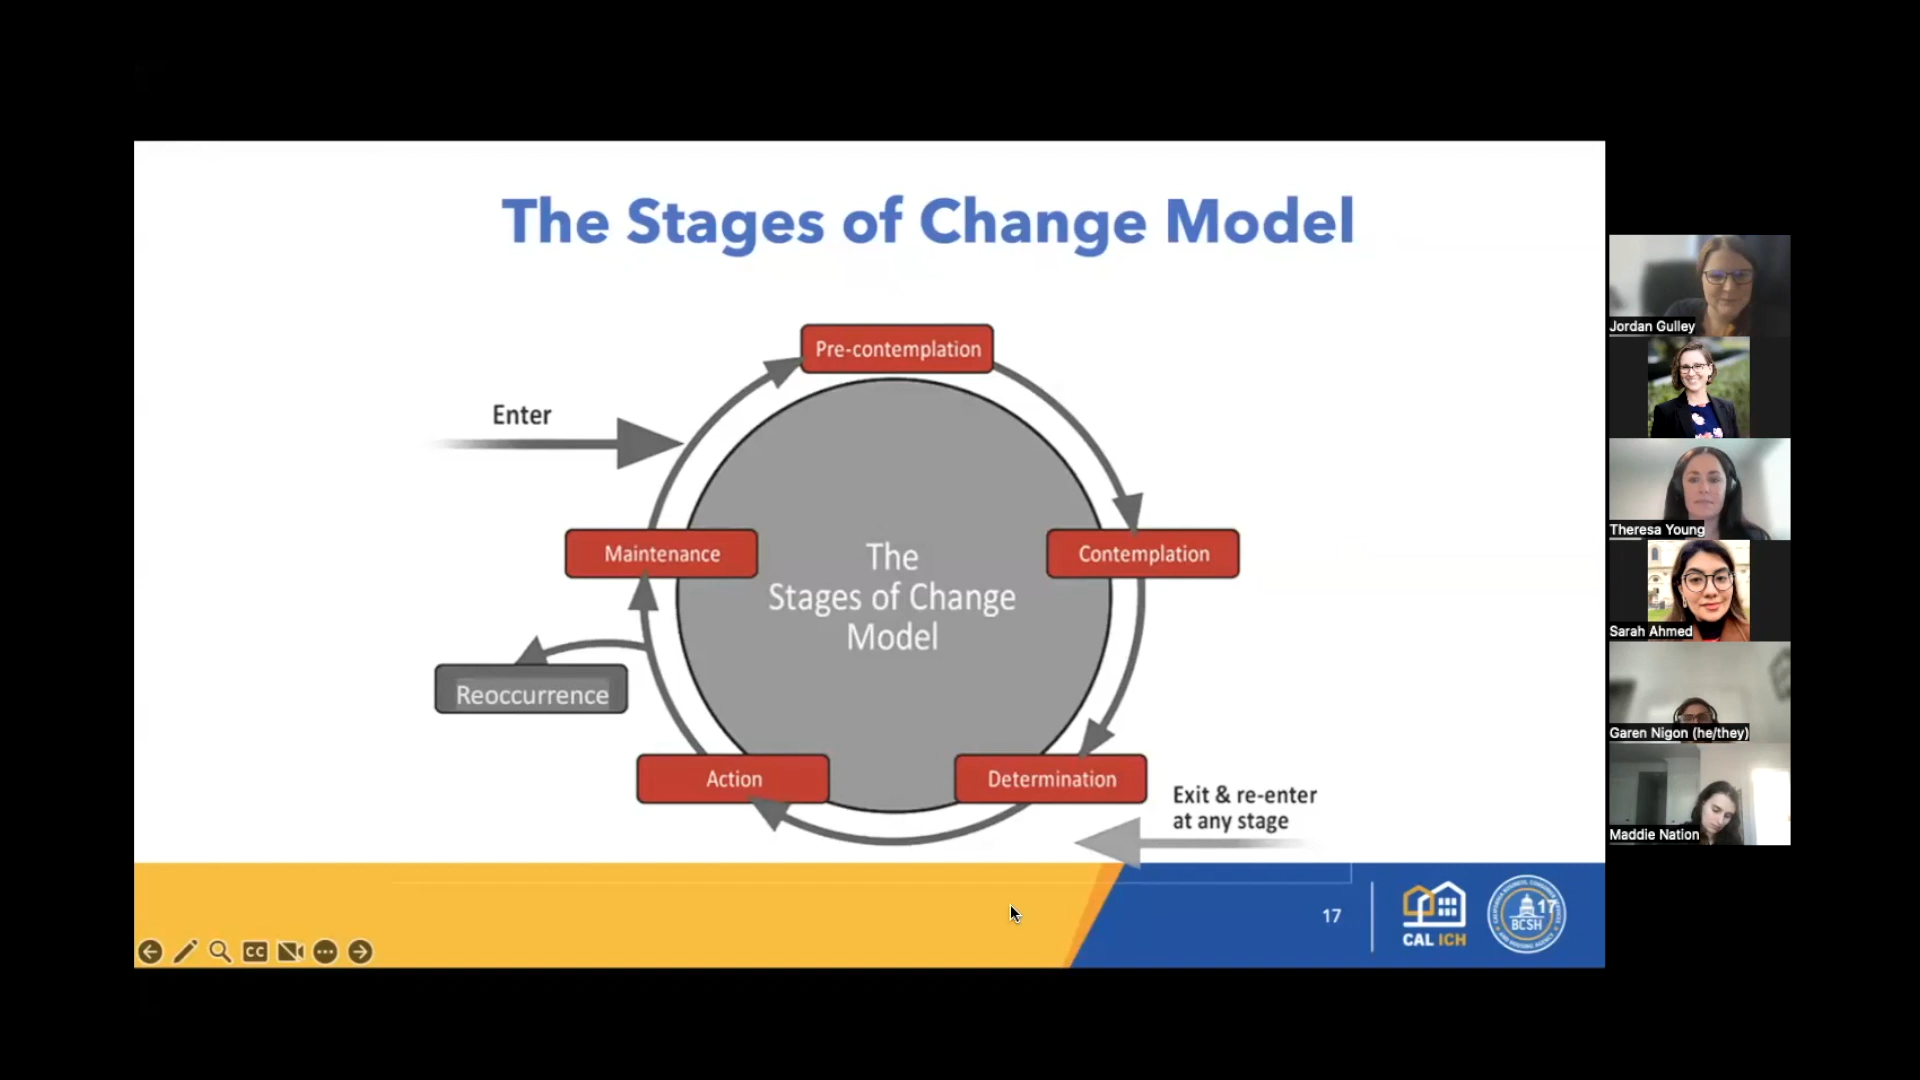 The Stages of Change Model
Pre-contemplation
Enter
Maintenance
Contemplation
The
Stages of Change
Model
Reoccurrence
Action
Determination
Exit & re-enter
at any stage
17
CAL ICH
17
BCSH
CC
Jordan Gulley
Theresa Young
Sarah Ahmed
Garen Nigon (he/they)
Maddie Nation